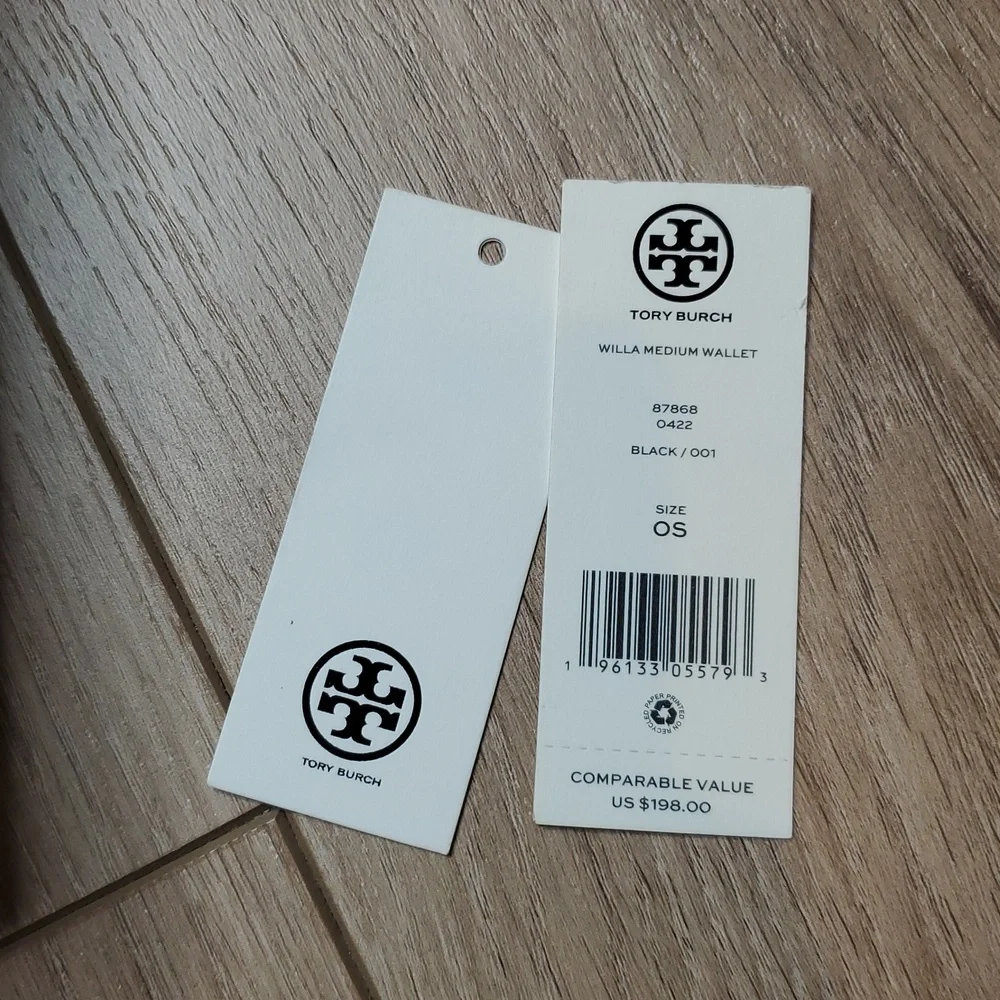 TORY BURCH
TORY BURCH
WILLA MEDIUM WALLET
87868
0422
BLACK / 001
SIZE
OS
1 96133 05579 3
PRINTED ON RECYCLED PAPER
COMPARABLE VALUE
US $198.00